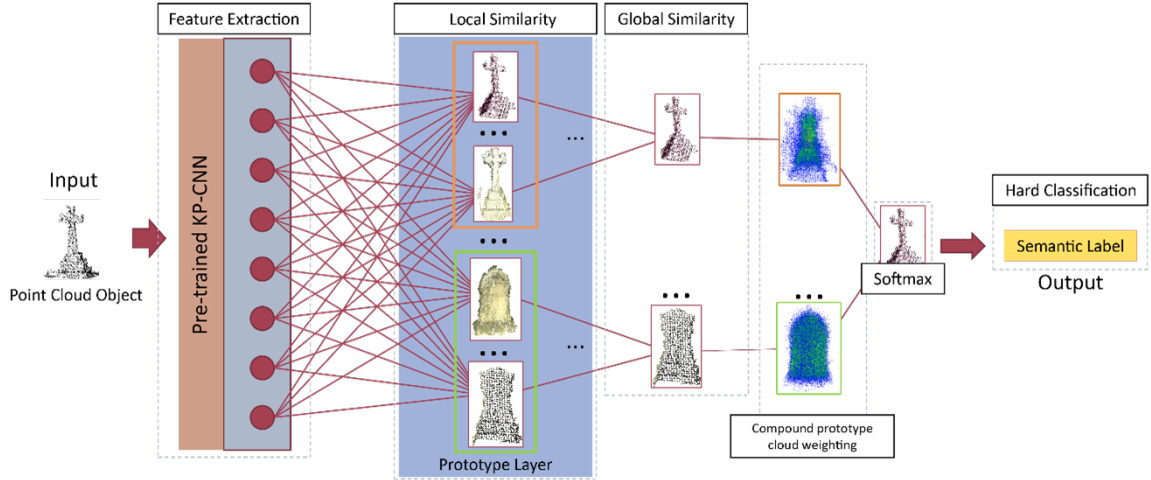 Feature Extraction
Local Similarity
Global Similarity
Input
Point Cloud Object
Pre-trained KP-CNN
...
...
...
...
...
...
Prototype Layer
...
...
Compound prototype
cloud weighting
Softmax
Hard Classification
Semantic Label
Output